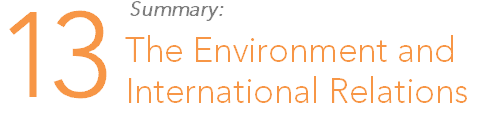 13
Summary:
The Environment and
International Relations